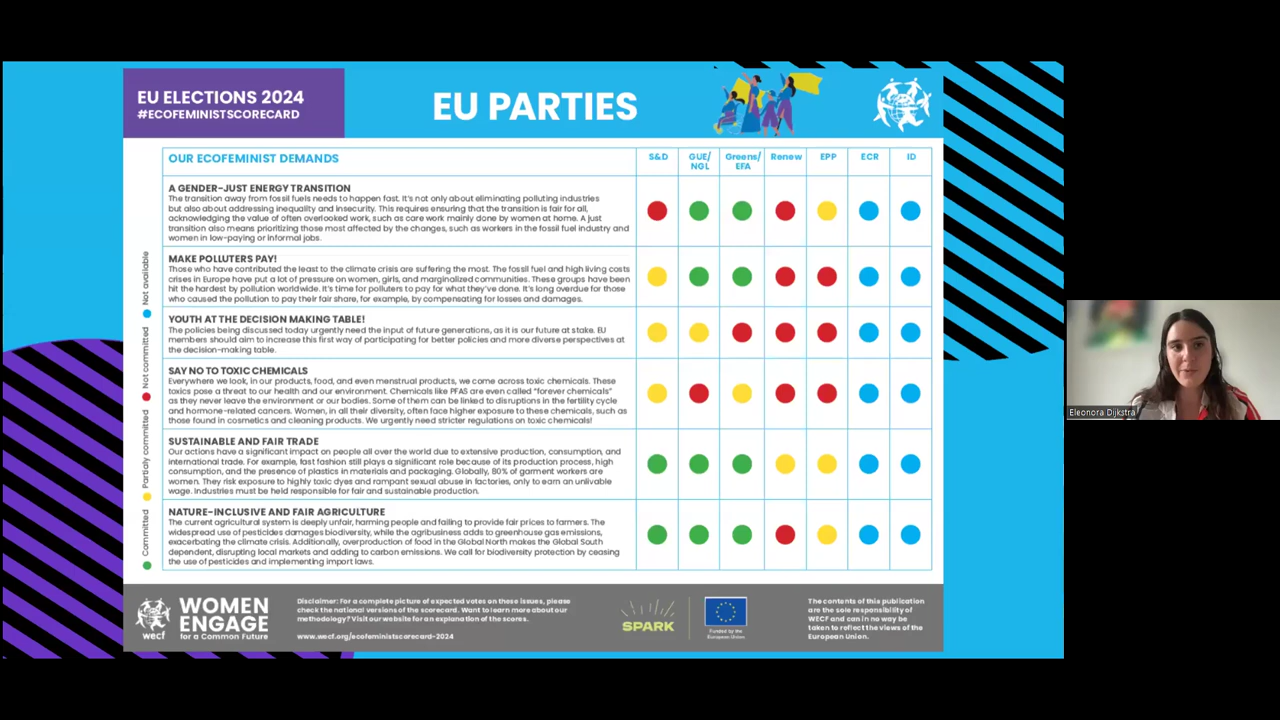 EU ELECTIONS 2024
#ECOFEMINISTSCORECARD
EU PARTIES
OUR ECOFEMINIST DEMANDS
S&D
GUE/
NGL
Greens/
EFA
Renew
EPP
ECR
ID
A GENDER-JUST ENERGY TRANSITION
The transition away from fossil fuels needs to happen fast. It's not only about eliminating polluting industries
but also about addressing inequality and insecurity. This requires ensuring that the transition is fair for all,
acknowledging the value of often overlooked work, such as care work mainly done by women at home. A just
transition also means prioritizing those most affected by the changes, such as workers in the fossil fuel industry and
women in low-paying or informal jobs.
MAKE POLLUTERS PAY!
Those who have contributed the least to the climate crisis are suffering the most. The fossil fuel and high living costs
crises in Europe have put a lot of pressure on women, girls, and marginalized communities. These groups have been
hit the hardest by pollution worldwide. It's time for polluters to pay for what they've done. It's long overdue for those
who caused the pollution to pay their fair share, for example, by compensating for losses and damages.
YOUTH AT THE DECISION MAKING TABLE!
The policies being discussed today urgently need the input of future generations, as it is our future at stake. EU
members should aim to increase this first way of participating for better policies and more diverse perspectives at
the decision-making table.
SAY NO TO TOXIC CHEMICALS
Everywhere we look, in our products, food, and even menstrual products, we come across toxic chemicals. These
toxics pose a threat to our health and our environment. Chemicals like PFAS are even called "forever chemicals"
as they never leave the environment or our bodies. Some of them can be linked to disruptions in the fertility cycle
and hormone-related cancers. Women, in all their diversity, often face higher exposure to these chemicals, such as
those found in cosmetics and cleaning products. We urgently need stricter regulations on toxic chemicals!
SUSTAINABLE AND FAIR TRADE
Our actions have a significant impact on people all over the world due to extensive production, consumption, and
international trade. For example, fast fashion still plays a significant role because of its production process, high
consumption, and the presence of plastics in materials and packaging. Globally, 80% of garment workers are
women. They risk exposure to highly toxic dyes and rampant sexual abuse in factories, only to earn an unlivable
wage. Industries must be held responsible for fair and sustainable production.
NATURE-INCLUSIVE AND FAIR AGRICULTURE
The current agricultural system is deeply unfair, harming people and failing to provide fair prices to farmers. The
widespread use of pesticides damages biodiversity, while the agribusiness adds to greenhouse gas emissions,
exacerbating the climate crisis. Additionally, overproduction of food in the Global North makes the Global South
dependent, disrupting local markets and adding to carbon emissions. We call for biodiversity protection by ceasing
the use of pesticides and implementing import laws.
Committed
Partialy committed
Not committed
Not available
wecf
WOMEN
ENGAGE
for a Common Future
Disclaimer: For a complete picture of expected votes on these issues, please
check the national versions of the scorecard. Want to learn more about our
methodology? Visit our website for an explanation of the scores.
www.wecf.org/ecofeministscorecard-2024
SPARK
Funded by the
European Union
The contents of this publication
are the sole responsibility of
WECF and can in no way be
taken to reflect the views of the
European Union.
Eleonora Dijkstra